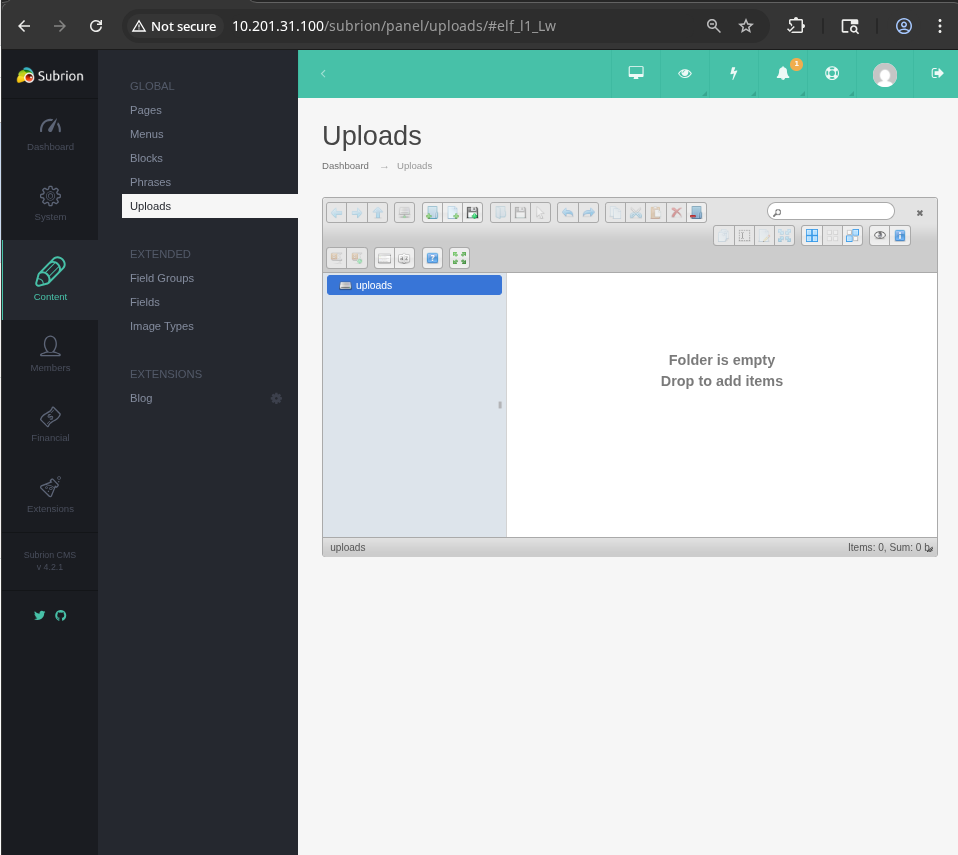 Not secure 10.201.31.100/subrion/panel/uploads/#elf_l1_Lw
Subrion
Dashboard
System
Content
Members
Financial
Extensions
Subrion CMS
v 4.2.1
GLOBAL
Pages
Menus
Blocks
Phrases
Uploads
EXTENDED
Field Groups
Fields
Image Types
EXTENSIONS
Blog
1
Uploads
Dashboard → Uploads
uploads
Folder is empty
Drop to add items
uploads
Items: 0, Sum: 0 b